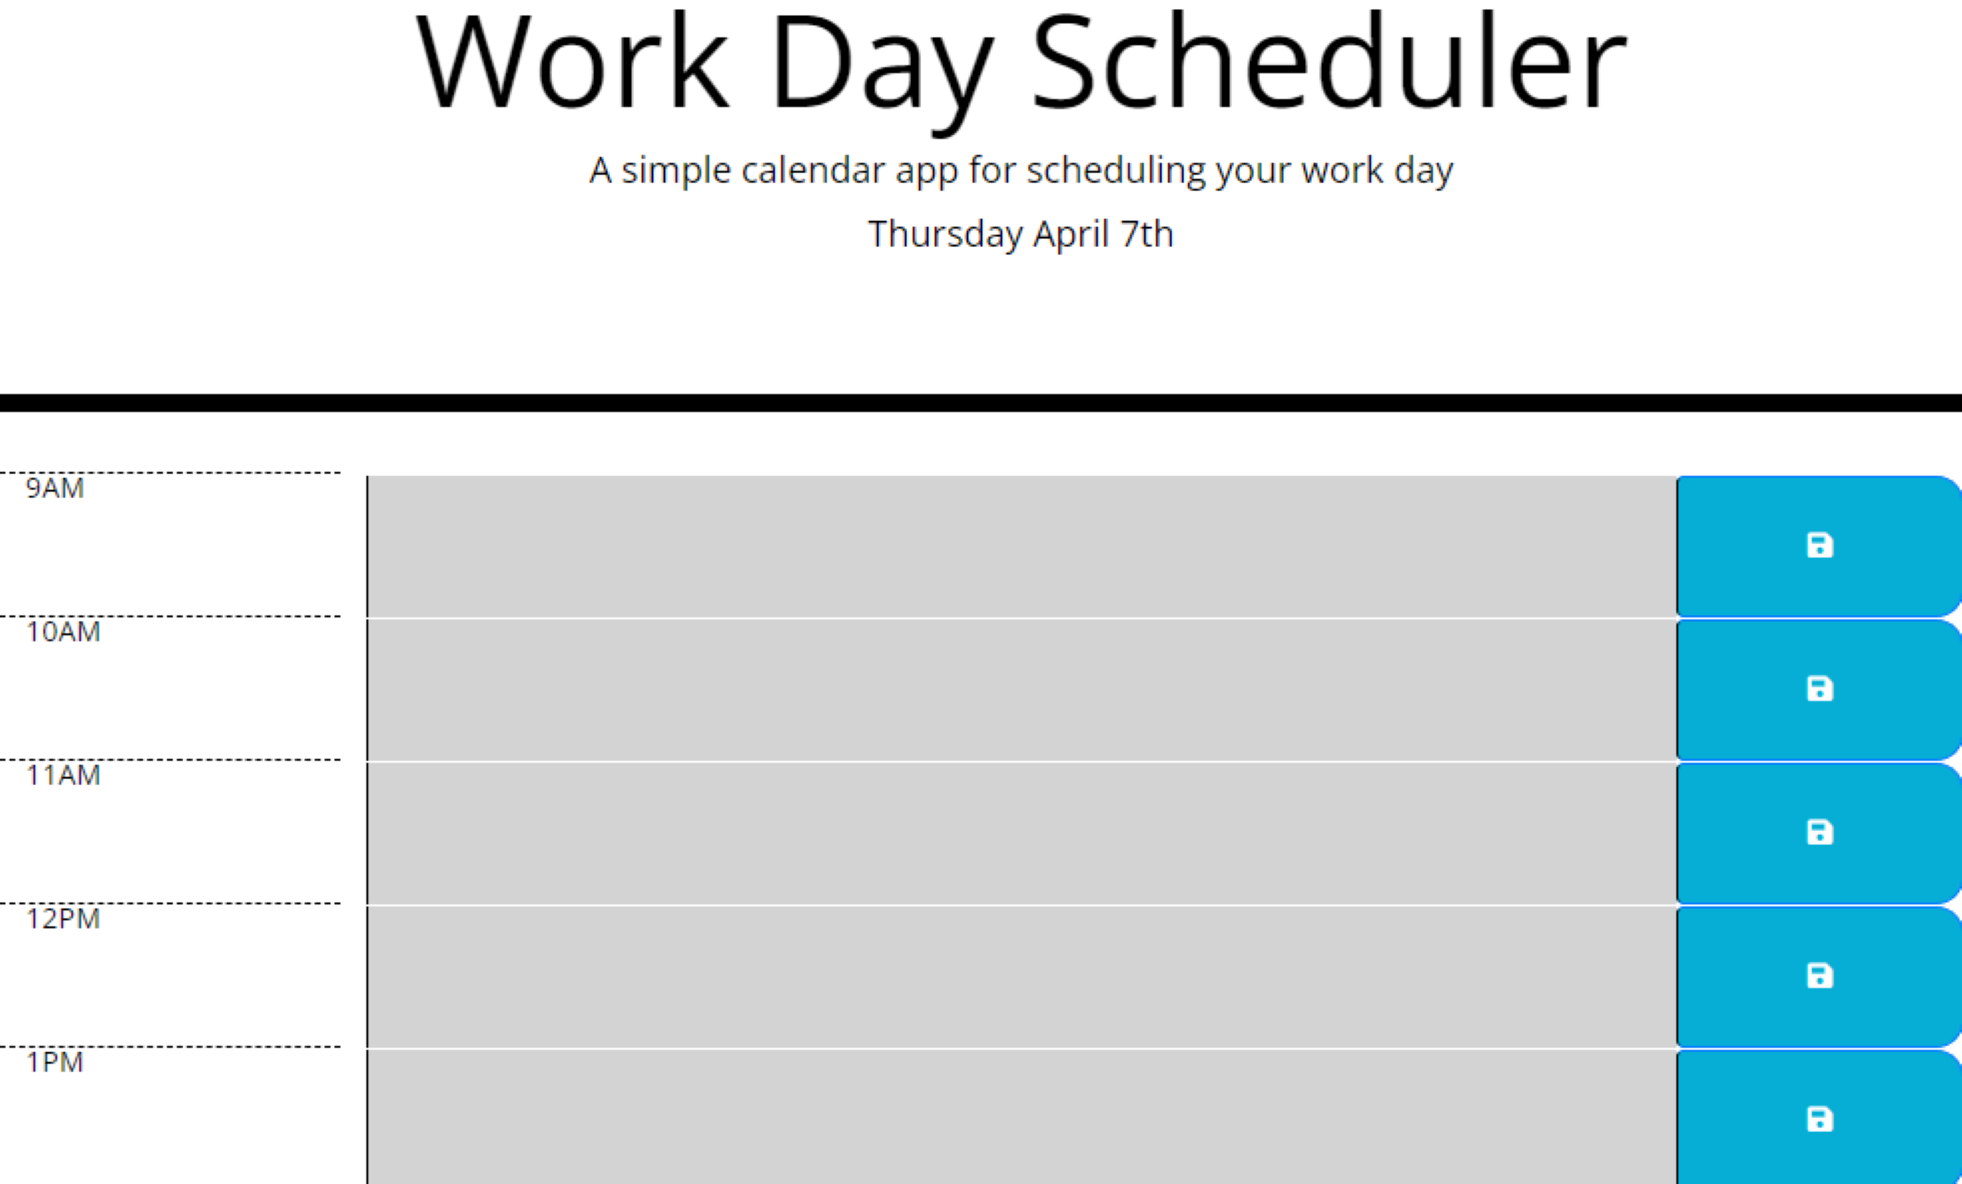 Work Day Scheduler
A simple calendar app for scheduling your work day
Thursday April 7th
9AM
10AM
11AM
12PM
1PM